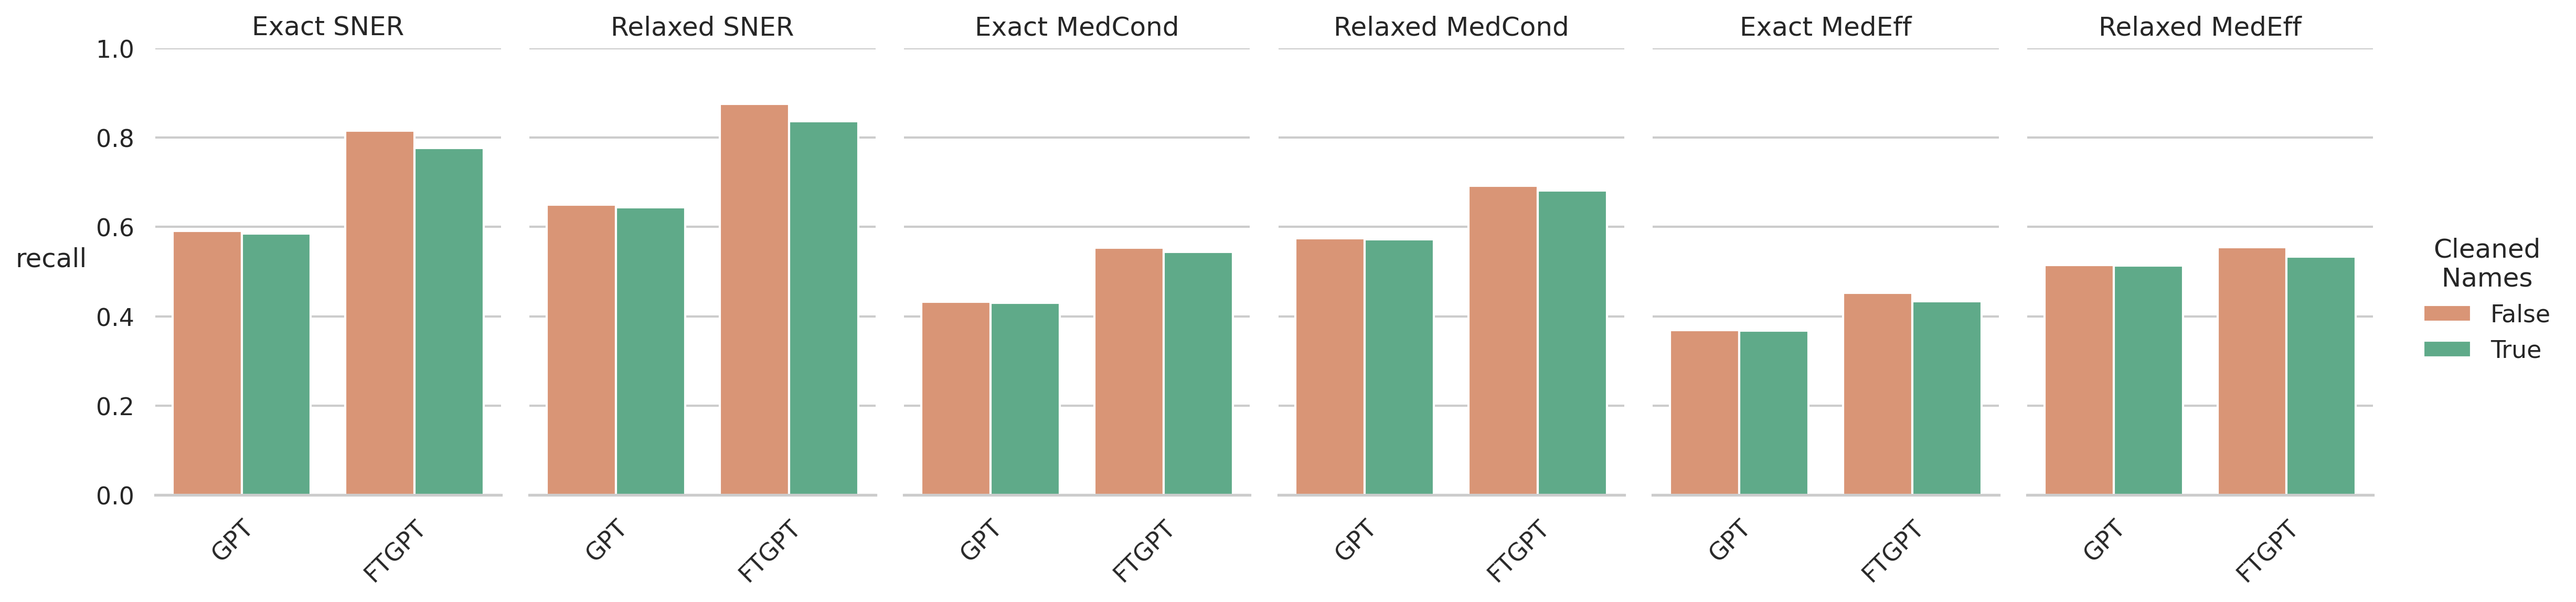 Exact SNER
Relaxed SNER
Exact MedCond
Relaxed MedCond
Exact MedEff
Relaxed MedEff
1.0
0.8
0.6
0.4
0.2
0.0
recall
GPT
FTGPT
GPT
FTGPT
GPT
FTGPT
GPT
FTGPT
GPT
FTGPT
GPT
FTGPT
Cleaned
Names
False
True